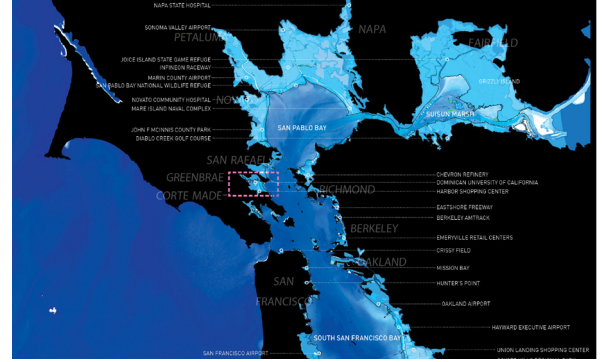 NAPA STATE HOSPITAL
SONOMA VALLEY AIRPORT
PETALUM
NAPA
FAIRFIELD
JOICE ISLAND STATE GAME REFUGE
INFINEON RACEWAY
MARIN COUNTY AIRPORT
SAN PABLO BAY NATIONAL WILDLIFE REFUGE
GRIZZLY ISLAND
NOVATO COMMUNITY HOSPITAL
NOVATO
MARE ISLAND NAVAL COMPLEX
SUISUN MARSH
JOHN F MCINNIS COUNTY PARK
SAN PABLO BAY
DIABLO CREEK GOLF COURSE
SAN RAFAEL
GREENBRAE
CHEVRON REFINERY
DOMINICAN UNIVERSITY OF CALIFORNIA
RICHMOND
HARBOR SHOPPING CENTER
CORTE MADE
EASTSHORE FREEWAY
BERKELEY AMTRACK
BERKELEY
EMERYVILLE RETAIL CENTERS
CRISSY FIELD
OAKLAND
MISSION BAY
SAN
HUNTER'S POINT
FRANCISCO
OAKLAND AIRPORT
HAYWARD EXECUTIVE AIRPORT
SOUTH SAN FRANCISCO BAY
SAN FRANCISCO AIRPORT
UNION LANDING SHOPPING CENTER